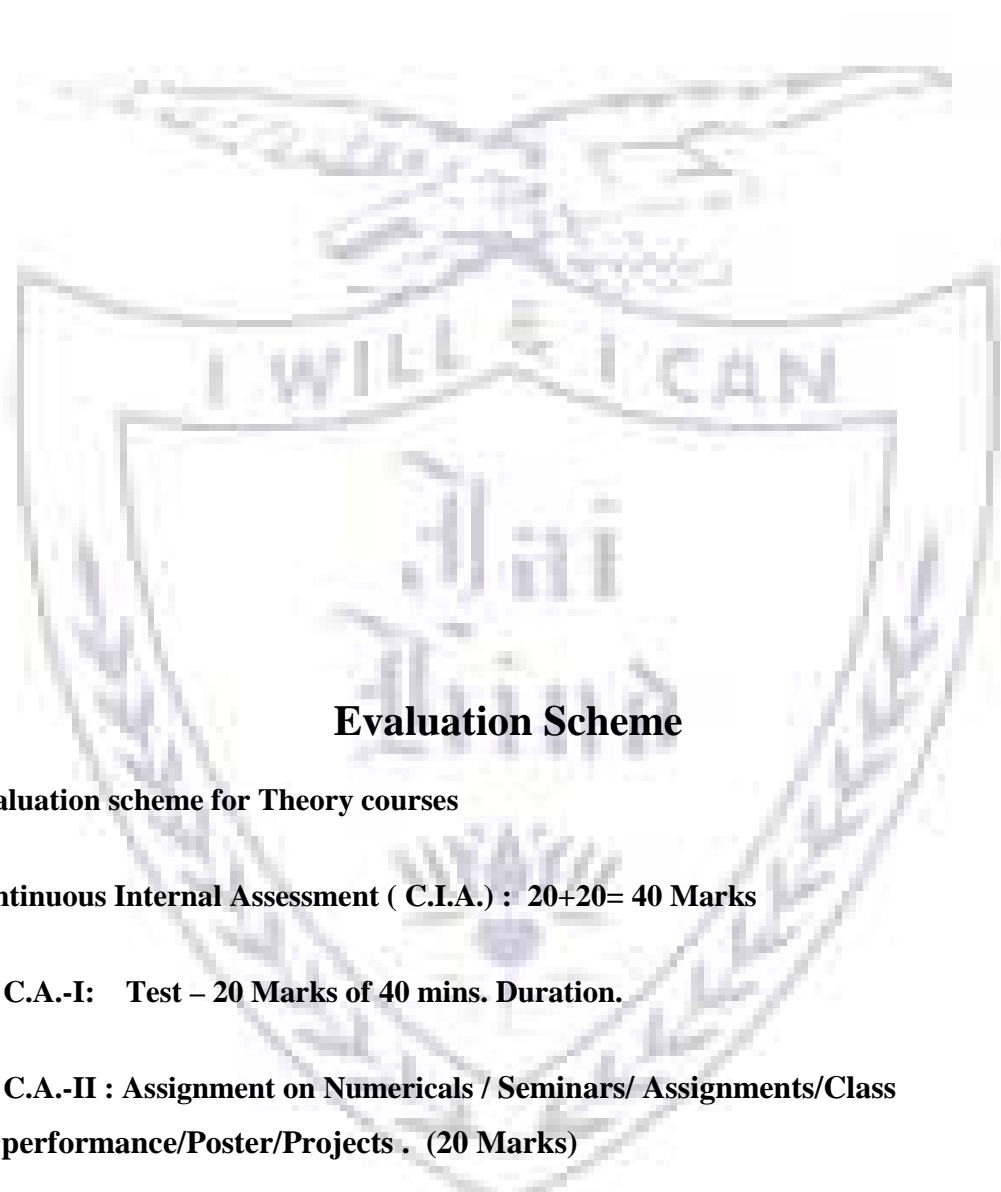 I WILL & I CAN
Jai
Hind
Evaluation Scheme
aluation scheme for Theory courses
ntinuous Internal Assessment ( C.I.A.) :  20+20= 40 Marks
C.A.-I:    Test – 20 Marks of 40 mins. Duration.
C.A.-II : Assignment on Numericals / Seminars/ Assignments/Class
performance/Poster/Projects .  (20 Marks)